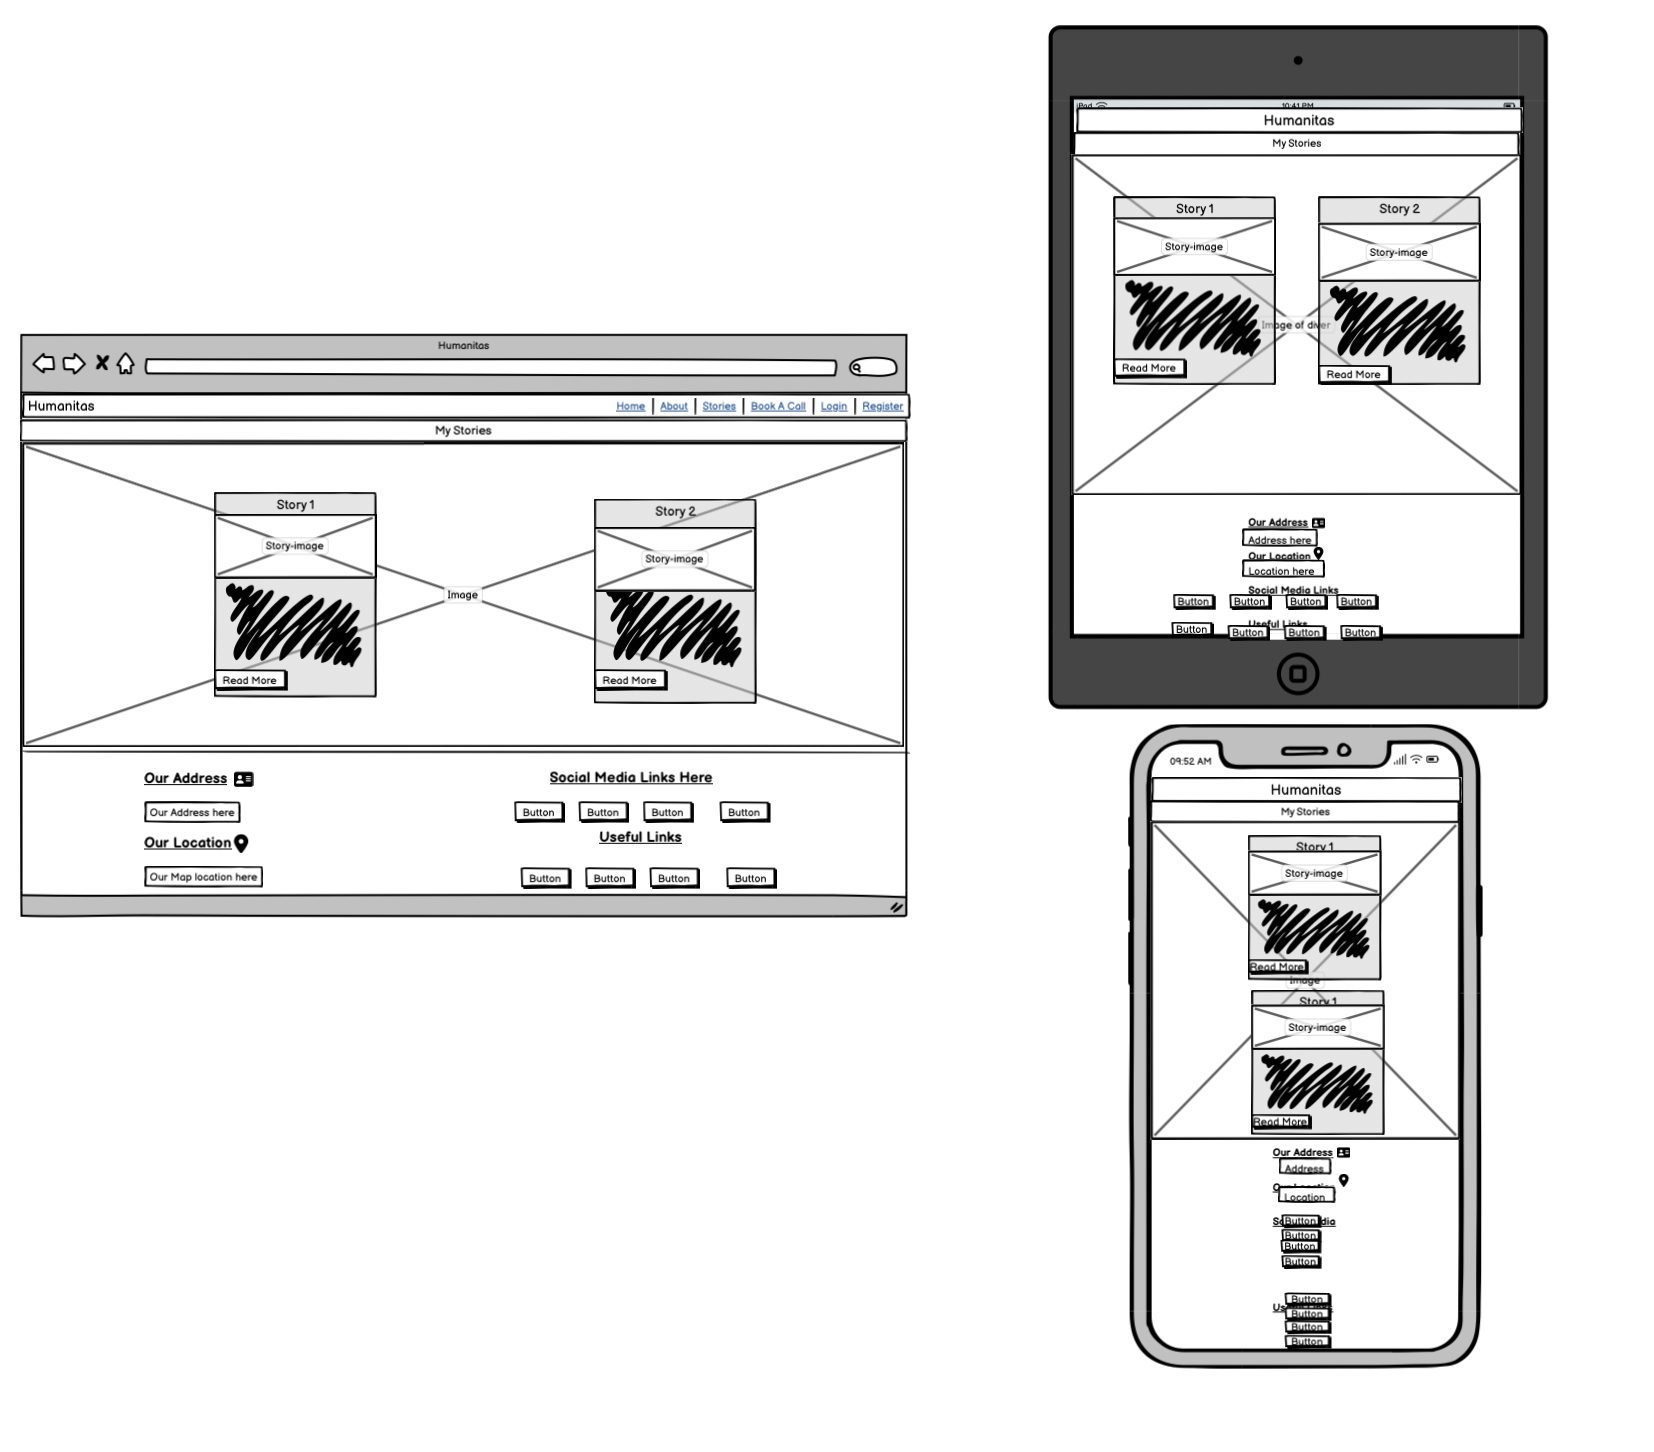 Humanitas
Humanitas Home About Stories Book A Call Login Register
My Stories
Story 1
Story-image
Read More
Image
Story 2
Story-image
Read More
Our Address
Our Address here
Our Location
Our Map location here
Social Media Links Here
Button Button Button Button
Useful Links
Button Button Button Button
iPad 10:41 PM
Humanitas
My Stories
Story 1
Story-image
Read More
Image of diver
Story 2
Story-image
Read More
Our Address
Address here
Our Location
Location here
Social Media Links
Button Button Button Button
Useful Links
Button Button Button Button
09:52 AM
Humanitas
My Stories
Story 1
Story-image
Read More
Image
Story 1
Story-image
Read More
Our Address
Address
Our Location
Location
Button
Button
Button
Button
Button
Button
Button
Button